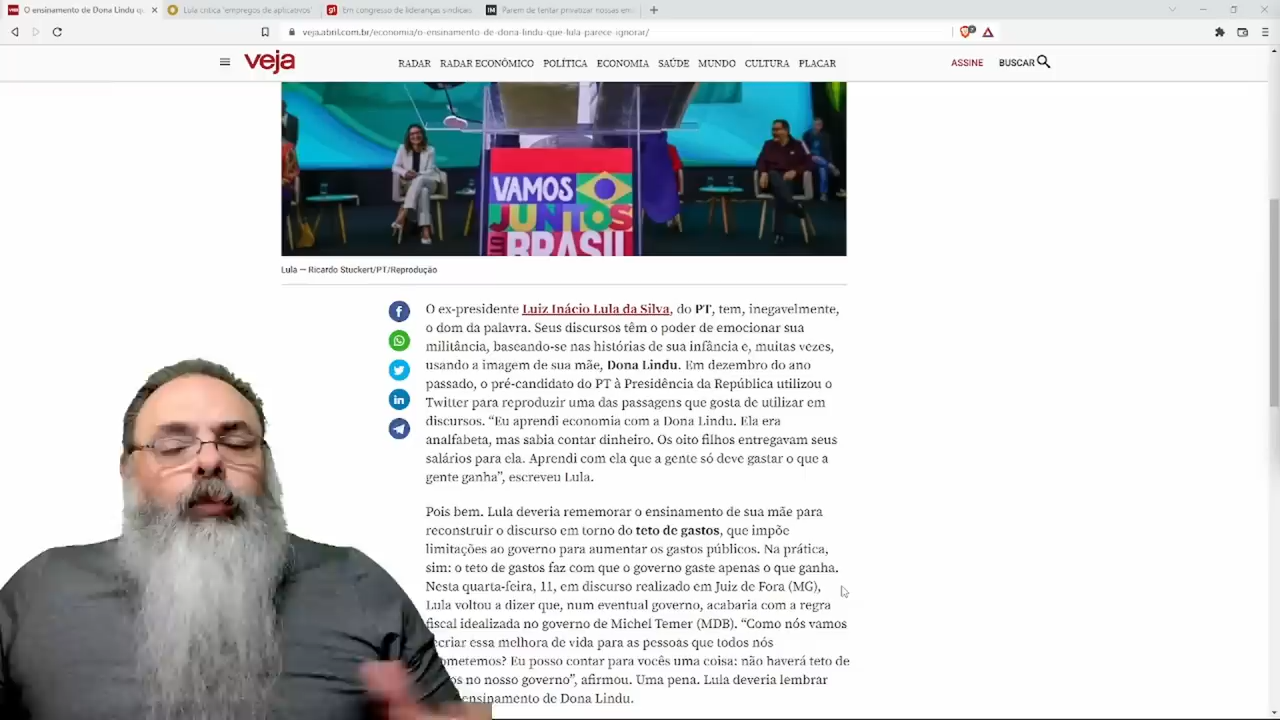 O ensinamento de Dona Lindu qu
Lula critica 'empregos de aplicativos'
Em congresso de lideranças sindicais
Parem de tentar privatizar nossas em
veja.abril.com.br/economia/o-ensinamento-de-dona-lindu-que-lula-parece-ignorar/
veja
RADAR RADAR ECONÔMICO POLÍTICA ECONOMIA SAÚDE MUNDO CULTURA PLACAR
ASSINE BUSCAR
VAMOS
JUNTOS
BRASIL
Lula — Ricardo Stuckert/PT/Reprodução
O ex-presidente Luiz Inácio Lula da Silva, do PT, tem, inegavelmente,
o dom da palavra. Seus discursos têm o poder de emocionar sua
militância, baseando-se nas histórias de sua infância e, muitas vezes,
usando a imagem de sua mãe, Dona Lindu. Em dezembro do ano
passado, o pré-candidato do PT à Presidência da República utilizou o
Twitter para reproduzir uma das passagens que gosta de utilizar em
discursos. “Eu aprendi economia com a Dona Lindu. Ela era
analfabeta, mas sabia contar dinheiro. Os oito filhos entregavam seus
salários para ela. Aprendi com ela que a gente só deve gastar o que a
gente ganha”, escreveu Lula.
Pois bem. Lula deveria rememorar o ensinamento de sua mãe para
reconstruir o discurso em torno do teto de gastos, que impõe
limitações ao governo para aumentar os gastos públicos. Na prática,
sim: o teto de gastos faz com que o governo gaste apenas o que ganha.
Nesta quarta-feira, 11, em discurso realizado em Juiz de Fora (MG),
Lula voltou a dizer que, num eventual governo, acabaria com a regra
fiscal idealizada no governo de Michel Temer (MDB). “Como nós vamos
criar essa melhora de vida para as pessoas que todos nós
ometemos? Eu posso contar para vocês uma coisa: não haverá teto de
os no nosso governo”, afirmou. Uma pena. Lula deveria lembrar
ensinamento de Dona Lindu.